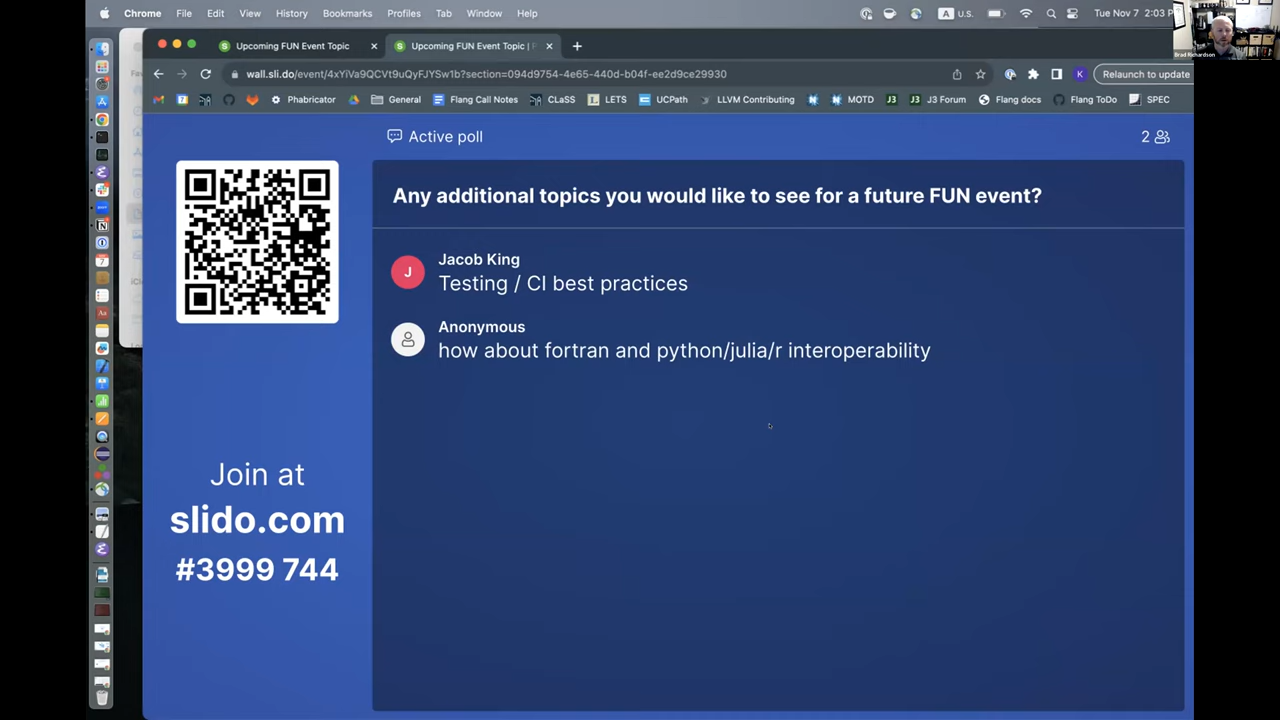 Chrome File Edit View History Bookmarks Profiles Tab Window Help
A U.S. Tue Nov 7 2:03 P
Brad Richardson
Upcoming FUN Event Topic
Upcoming FUN Event Topic | P
wall.sli.do/event/4xYiVa9QCVt9uQyFJYSw1b?section=094d9754-4e65-440d-b04f-ee2d9ce29930
K Relaunch to update
Phabricator General Flang Call Notes CLaSS LETS UCPath LLVM Contributing MOTD J3 J3 Forum Flang docs Flang ToDo SPEC
Active poll
2
Any additional topics you would like to see for a future FUN event?
J
Jacob King
Testing / CI best practices
Anonymous
how about fortran and python/julia/r interoperability
Join at
slido.com
#3999 744